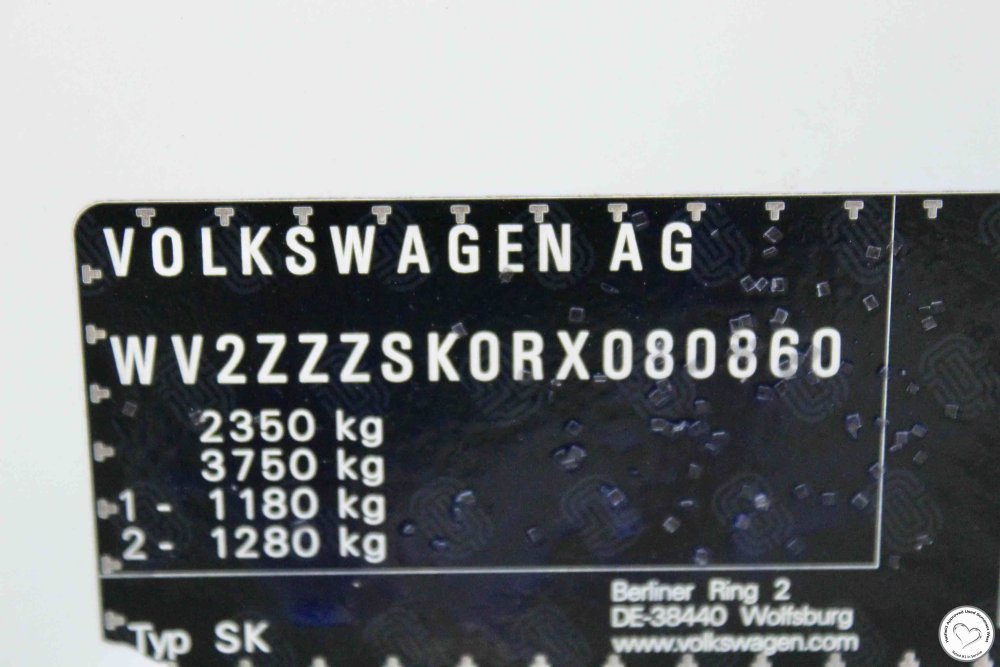 VOLKSWAGEN AG
WV2ZZZSK0RX080860
2350 kg
3750 kg
1 - 1180 kg
2 - 1280 kg
Berliner Ring 2
DE-38440 Wolfsburg
Typ SK
www.volkswagen.com